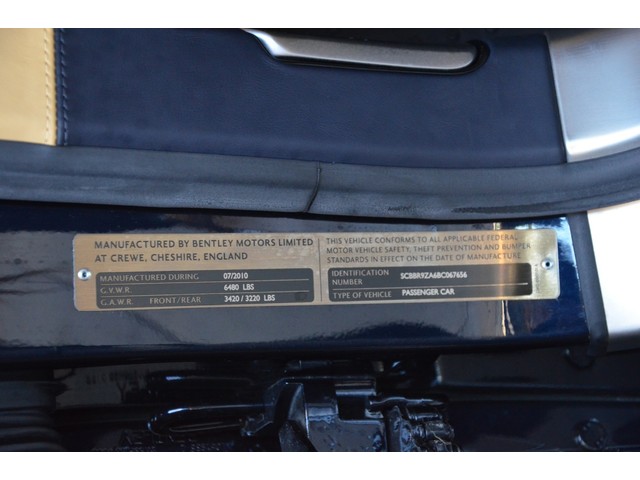 MANUFACTURED BY BENTLEY MOTORS LIMITED
AT CREWE, CHESHIRE, ENGLAND
MANUFACTURED DURING 07/2010
G.V.W.R. 6480 LBS
G.A.W.R. FRONT/REAR 3420 / 3220 LBS
THIS VEHICLE CONFORMS TO ALL APPLICABLE FEDERAL
MOTOR VEHICLE SAFETY, THEFT PREVENTION AND BUMPER
STANDARDS IN EFFECT ON THE DATE OF MANUFACTURE.
IDENTIFICATION NUMBER SCBBR9ZA6BC067656
TYPE OF VEHICLE PASSENGER CAR